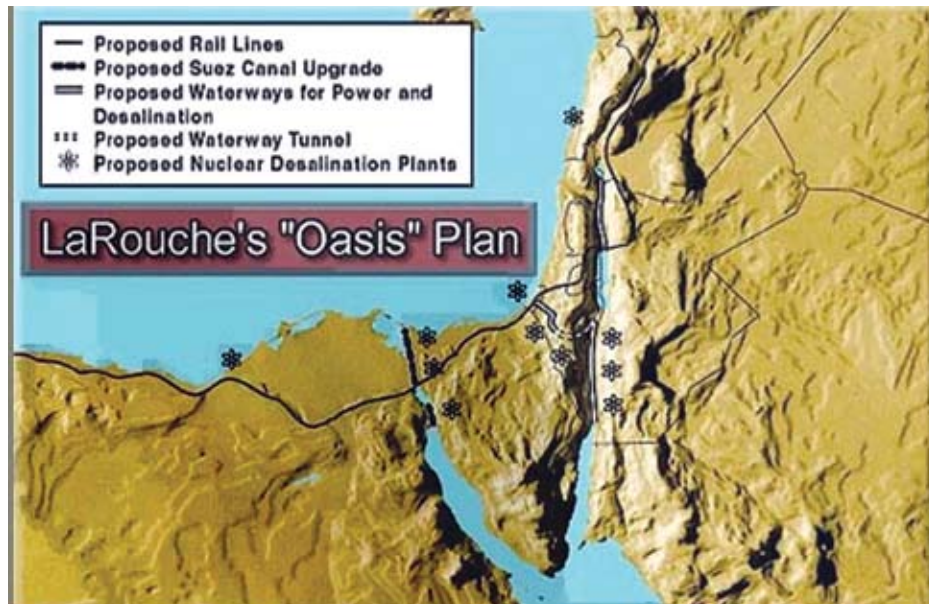 Proposed Rail Lines
Proposed Suez Canal Upgrade
Proposed Waterways for Power and
Desalination
Proposed Waterway Tunnel
Proposed Nuclear Desalination Plants
LaRouche's "Oasis" Plan